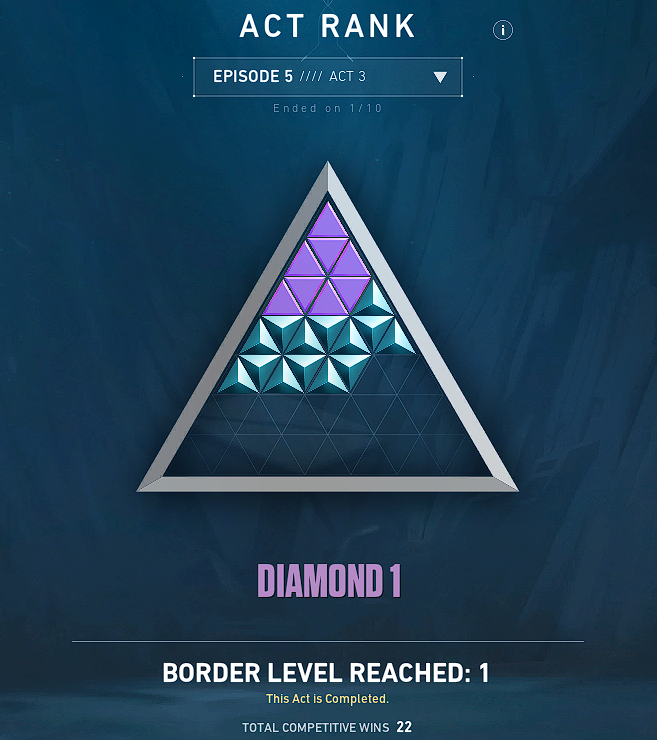 ACT RANK
i
EPISODE 5 //// ACT 3
Ended on 1/10
DIAMOND 1
BORDER LEVEL REACHED: 1
This Act is Completed.
TOTAL COMPETITIVE WINS 22